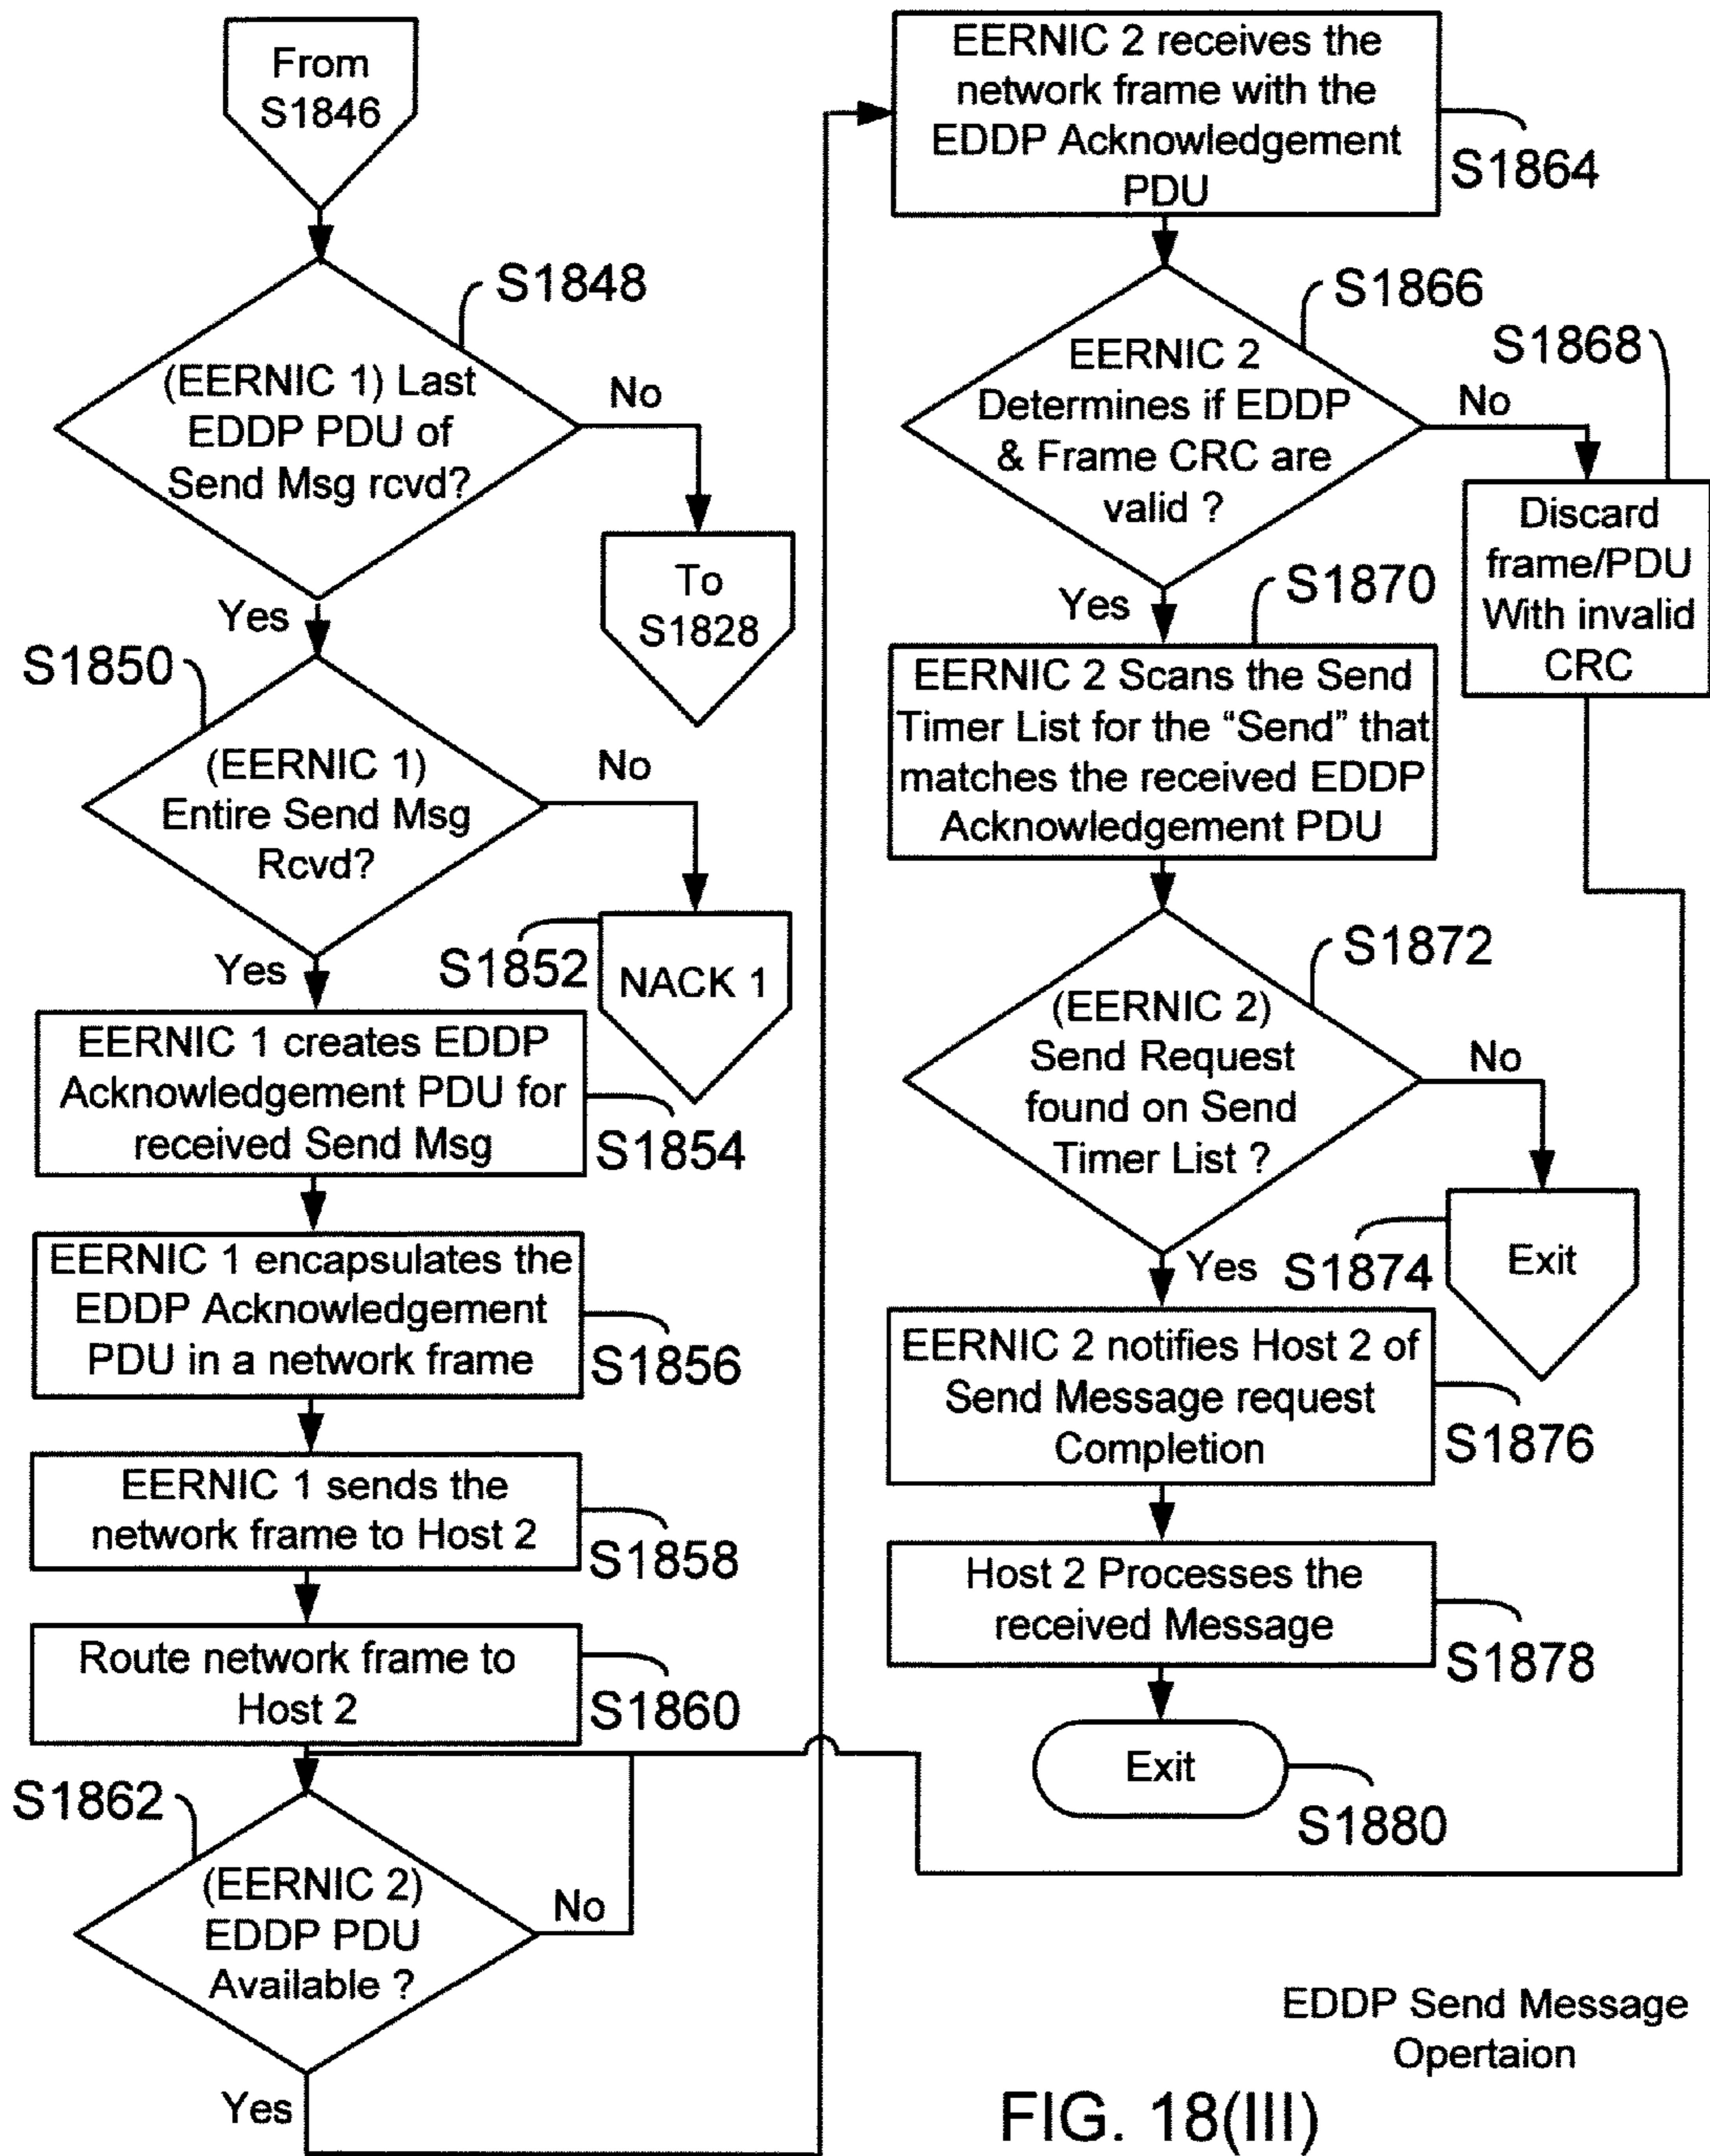 From
S1846
S1848
(EERNIC 1) Last
EDDP PDU of
Send Msg rcvd?
No
To
S1828
Yes
S1850
(EERNIC 1)
Entire Send Msg
Rcvd?
No
S1852
NACK 1
Yes
EERNIC 1 creates EDDP
Acknowledgement PDU for
received Send Msg
S1854
EERNIC 1 encapsulates the
EDDP Acknowledgement
PDU in a network frame
S1856
EERNIC 1 sends the
network frame to Host 2
S1858
Route network frame to
Host 2
S1860
S1862
(EERNIC 2)
EDDP PDU
Available ?
No
Yes
EERNIC 2 receives the
network frame with the
EDDP Acknowledgement
PDU
S1864
S1866
EERNIC 2
Determines if EDDP
& Frame CRC are
valid ?
No
S1868
Discard
frame/PDU
With invalid
CRC
Yes
S1870
EERNIC 2 Scans the Send
Timer List for the “Send” that
matches the received EDDP
Acknowledgement PDU
S1872
(EERNIC 2)
Send Request
found on Send
Timer List ?
No
S1874
Exit
Yes
EERNIC 2 notifies Host 2 of
Send Message request
Completion
S1876
Host 2 Processes the
received Message
S1878
Exit
S1880
EDDP Send Message
Opertaion
FIG. 18(III)